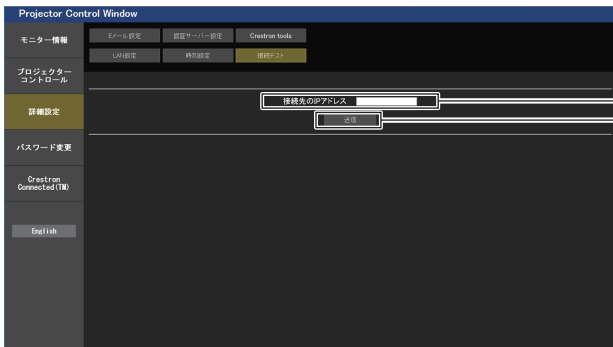 Projector Control Window
モニター情報
プロジェクター
コントロール
詳細設定
パスワード変更
Crestron
Connected(TM)
English
Eメール設定
認証サーバー設定
Crestron tools
LAN設定
時刻設定
接続テスト
接続先のIPアドレス
送信